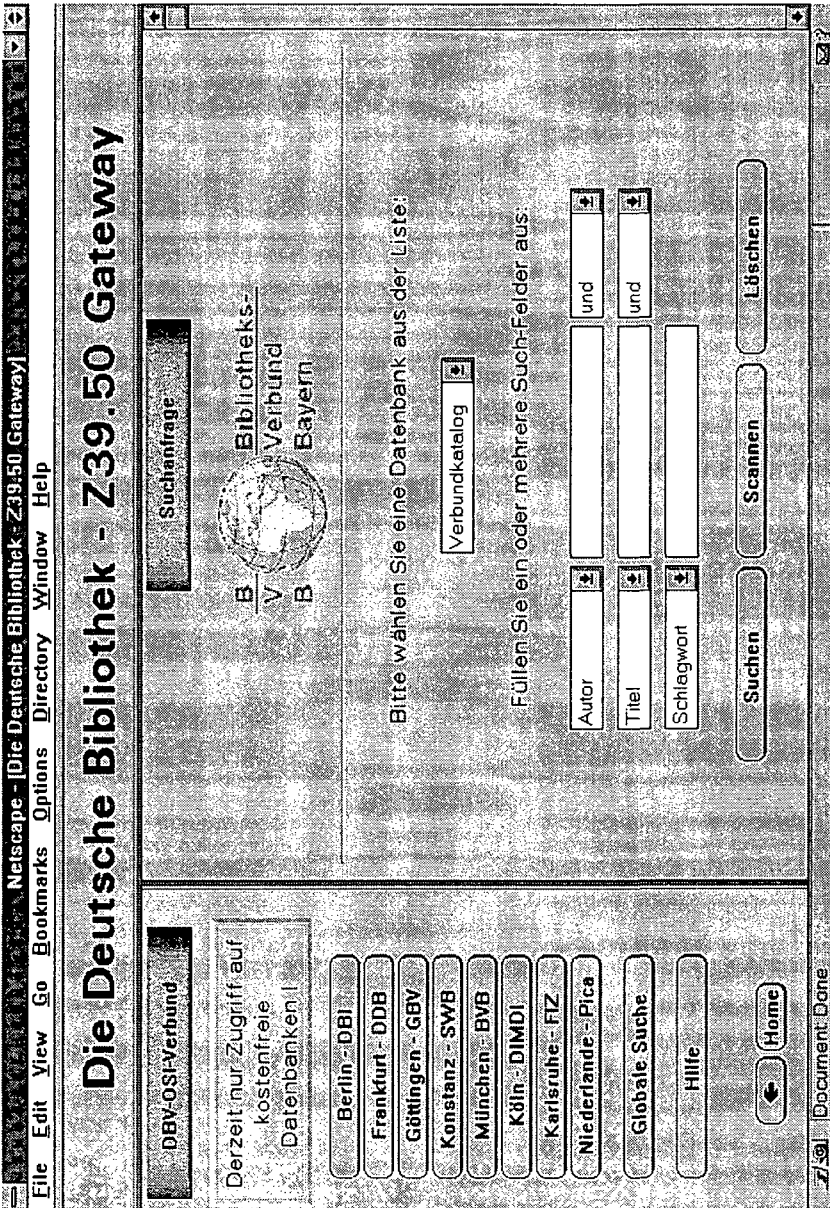 Netscape - [Die Deutsche Bibliothek - Z39.50 Gateway]
File Edit View Go Bookmarks Options Directory Window Help
Die Deutsche Bibliothek - Z39.50 Gateway
DBV-OSI-Verbund
Derzeit nur Zugriff auf
kostenfreie
Datenbanken !
Berlin - DBI
Frankfurt - DDB
Göttingen - GBV
Konstanz - SWB
München - BVB
Köln - DIMDI
Karlsruhe - FIZ
Niederlande - Pica
Globale Suche
Hilfe
Home
Suchanfrage
B Bibliotheks-
V Verbund
B Bayern
Bitte wählen Sie eine Datenbank aus der Liste:
Verbundkatalog
Füllen Sie ein oder mehrere Such-Felder aus:
Autor und
Titel und
Schlagwort
Suchen Scannen Löschen
Document: Done
?